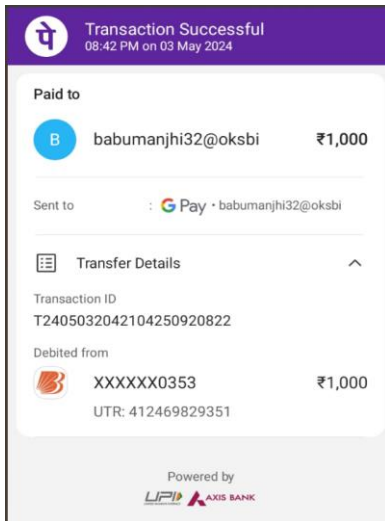 पे
Transaction Successful
08:42 PM on 03 May 2024
Paid to
B babumanjhi32@oksbi ₹1,000
Sent to : G Pay • babumanjhi32@oksbi
Transfer Details
Transaction ID
T2405032042104250920822
Debited from
XXXXXX0353 ₹1,000
UTR: 412469829351
Powered by
UPI AXIS BANK